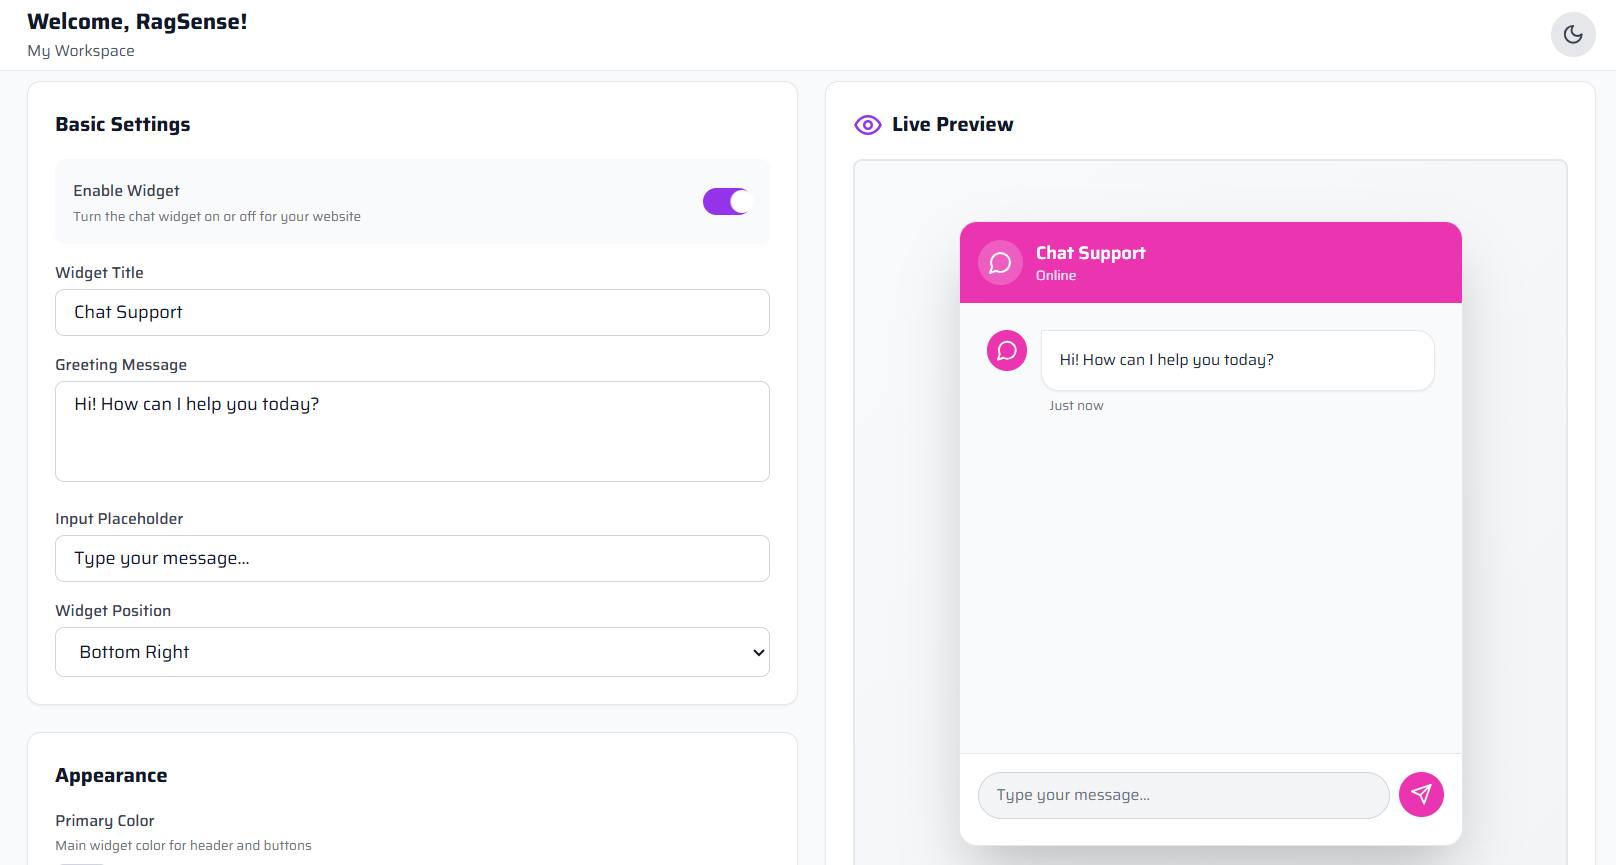 Welcome, RagSense!
My Workspace
Basic Settings
Enable Widget
Turn the chat widget on or off for your website
Widget Title
Chat Support
Greeting Message
Hi! How can I help you today?
Input Placeholder
Type your message...
Widget Position
Bottom Right
Appearance
Primary Color
Main widget color for header and buttons
Live Preview
Chat Support
Online
Hi! How can I help you today?
Just now
Type your message...